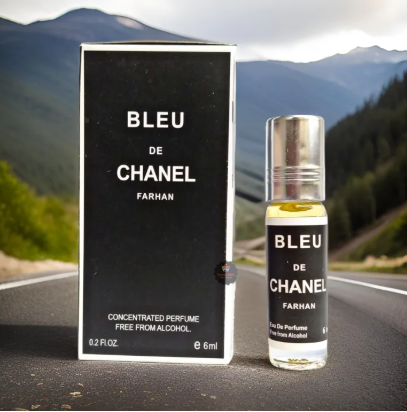 BLEU
DE
CHANEL
FARHAN
CONCENTRATED PERFUME
FREE FROM ALCOHOL.
0.2 Fl.OZ.
e 6ml
BLEU
DE
CHANEL
FARHAN
Eau De Perfume
Free from Alcohol
6